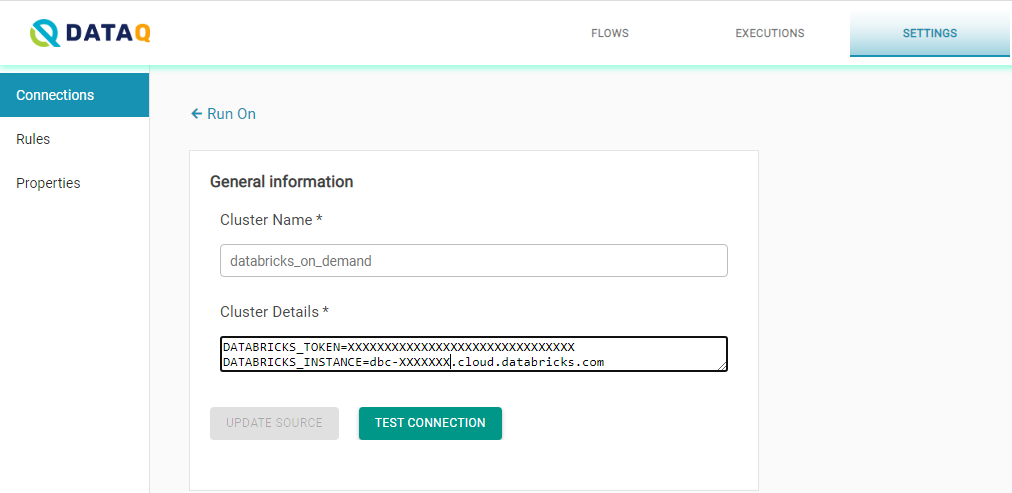 DATAQ
FLOWS
EXECUTIONS
SETTINGS
Connections
Rules
Properties
← Run On
General information
Cluster Name *
databricks_on_demand
Cluster Details *
DATABRICKS_TOKEN=XXXXXXXXXXXXXXXXXXXXXXXXXXXXXXX
DATABRICKS_INSTANCE=dbc-XXXXXXX.cloud.databricks.com
UPDATE SOURCE
TEST CONNECTION